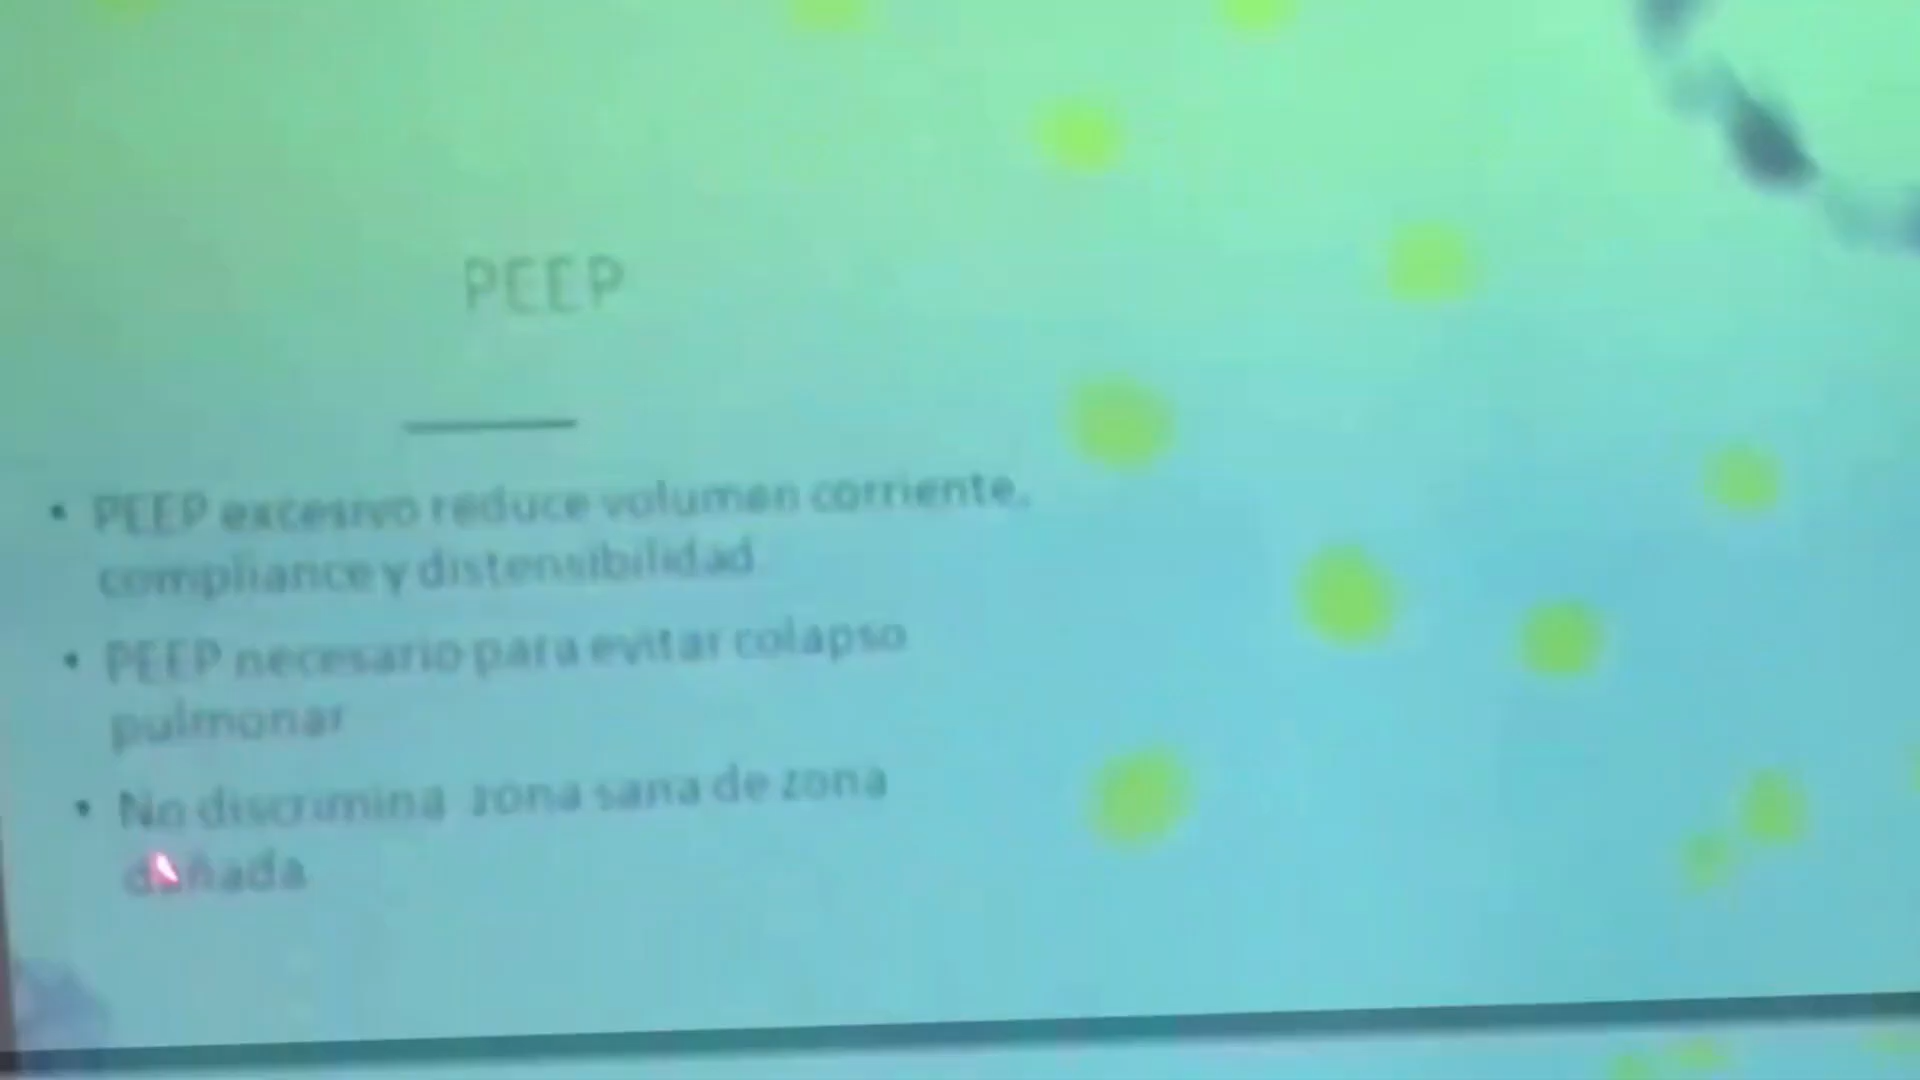 PEEP
• PEEP excesivo reduce volumen corriente,
compliance y distensibilidad
• PEEP necesario para evitar colapso
pulmonar
• No discrimina zona sana de zona
dañada